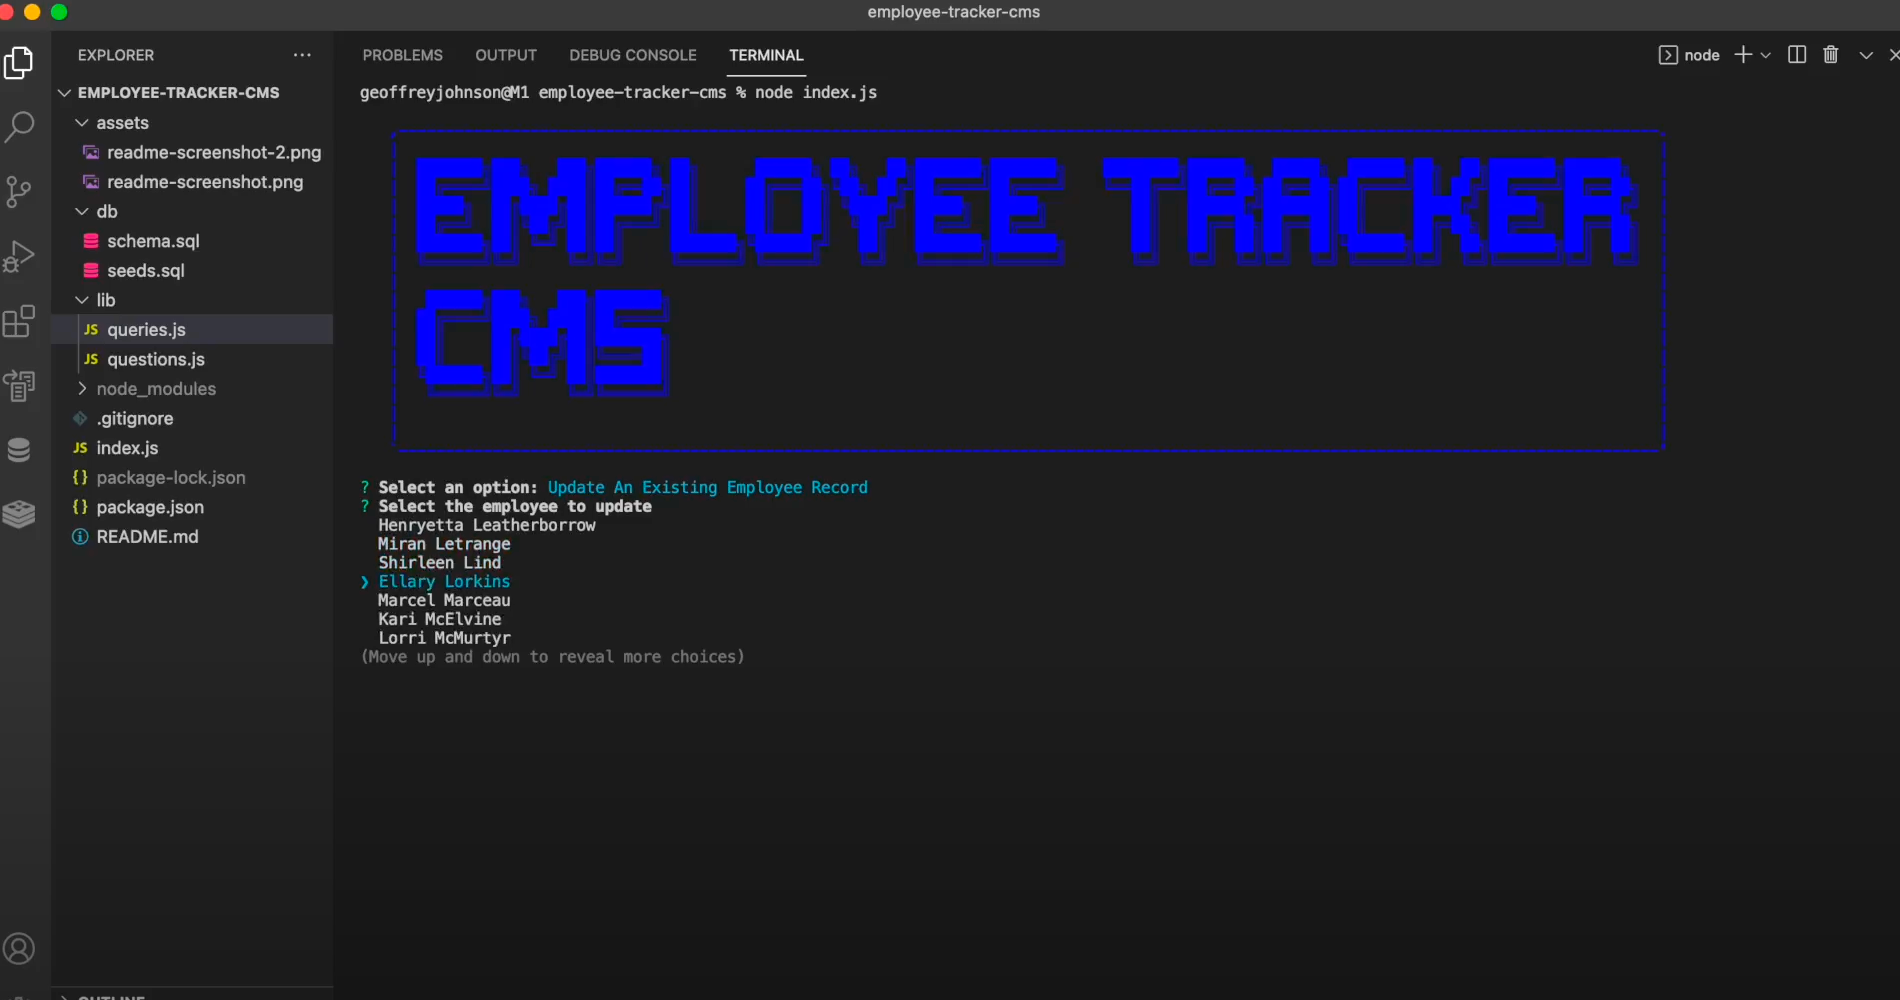 employee-tracker-cms
EXPLORER
EMPLOYEE-TRACKER-CMS
assets
readme-screenshot-2.png
readme-screenshot.png
db
schema.sql
seeds.sql
lib
JS queries.js
JS questions.js
node_modules
.gitignore
JS index.js
{} package-lock.json
{} package.json
README.md
OUTLINE
PROBLEMS OUTPUT DEBUG CONSOLE TERMINAL
node
geoffreyjohnson@M1 employee-tracker-cms % node index.js
EMPLOYEE TRACKER
CMS
? Select an option: Update An Existing Employee Record
? Select the employee to update
Henryetta Leatherborrow
Miran Letrange
Shirleen Lind
❯ Ellary Lorkins
Marcel Marceau
Kari McElvine
Lorri McMurtyr
(Move up and down to reveal more choices)